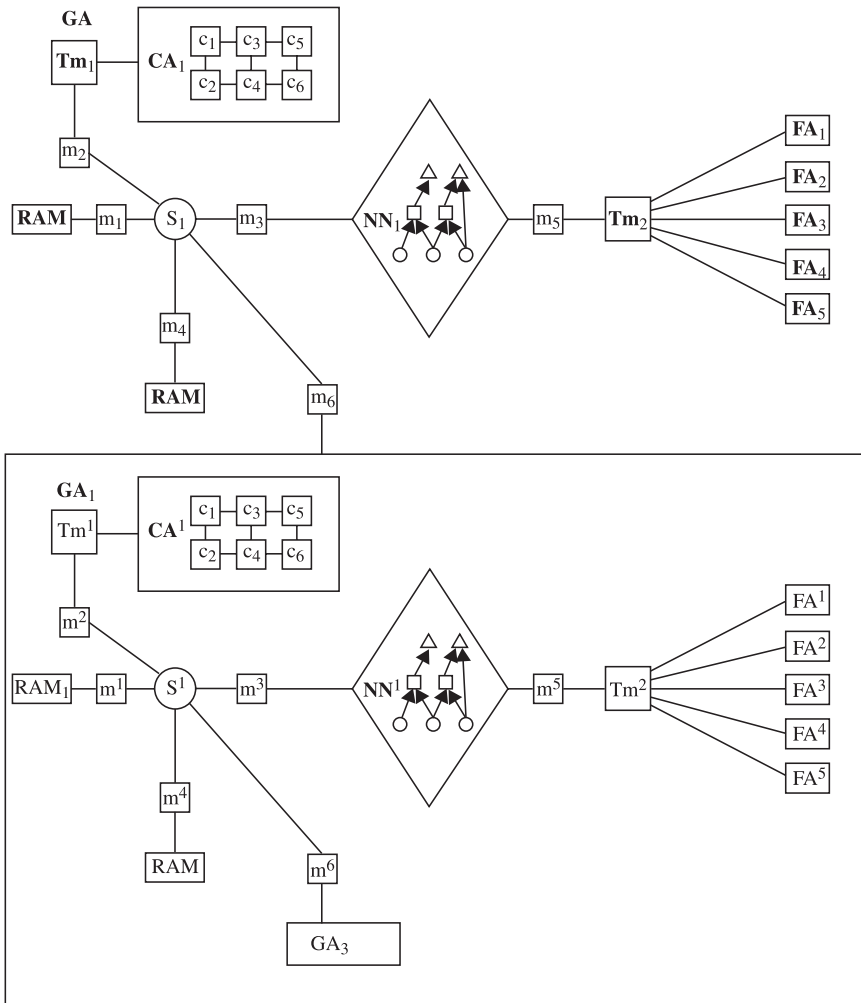 GA
Tm₁
CA₁
c₁ c₃ c₅
c₂ c₄ c₆
m₂
RAM
m₁
S₁
m₃
NN₁
m₅
Tm₂
FA₁
FA₂
FA₃
FA₄
FA₅
m₄
RAM
m₆
GA₁
Tm¹
CA¹
c₁ c₃ c₅
c₂ c₄ c₆
m²
RAM₁
m¹
S¹
m³
NN¹
m⁵
Tm²
FA¹
FA²
FA³
FA⁴
FA⁵
m⁴
RAM
m⁶
GA₃